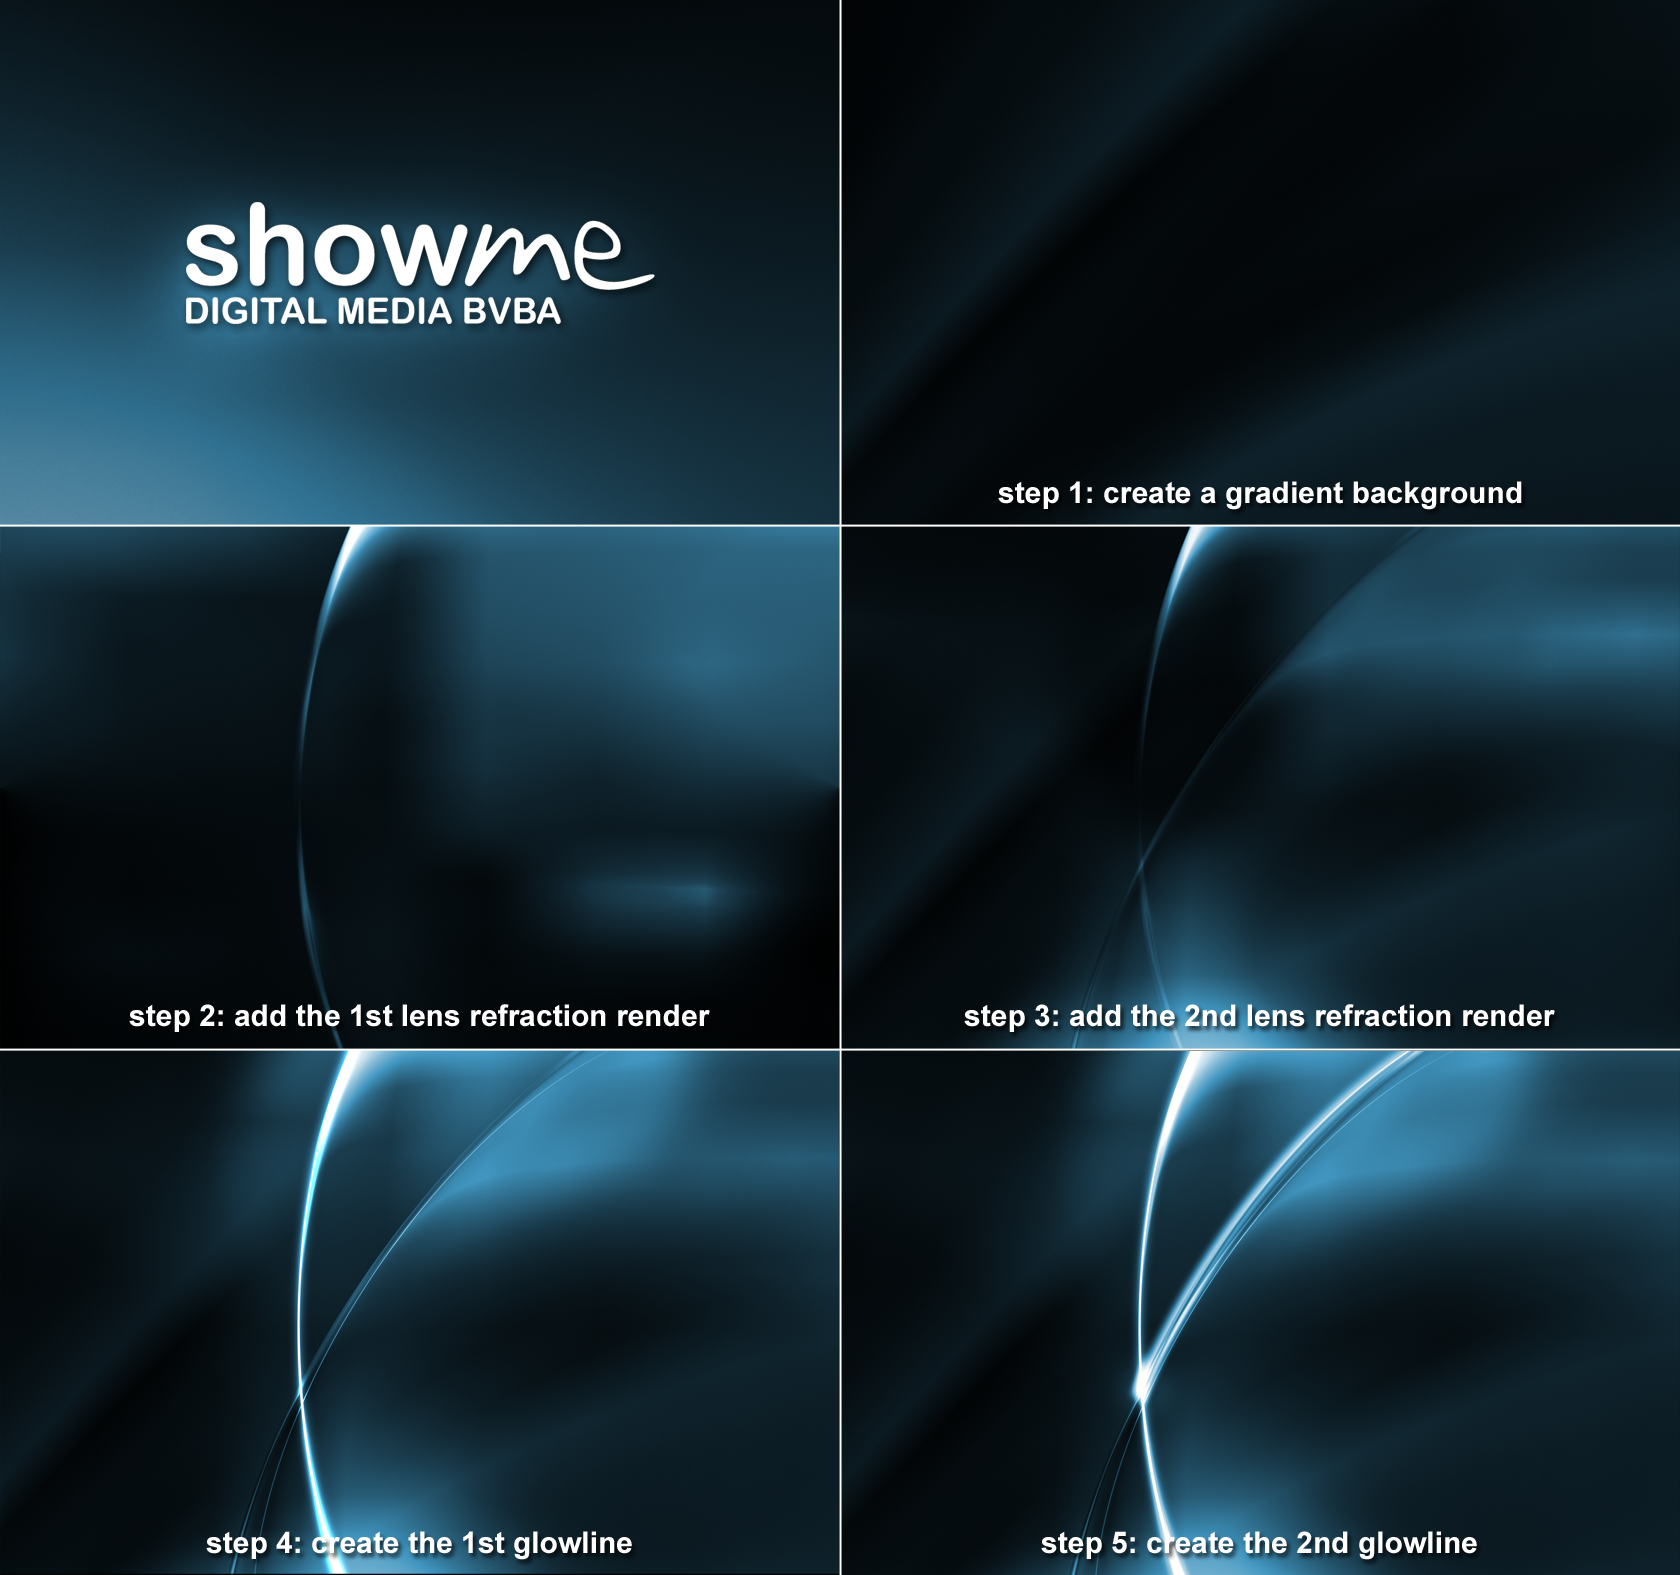 showme
DIGITAL MEDIA BVBA
step 1: create a gradient background
step 2: add the 1st lens refraction render
step 3: add the 2nd lens refraction render
step 4: create the 1st glowline
step 5: create the 2nd glowline